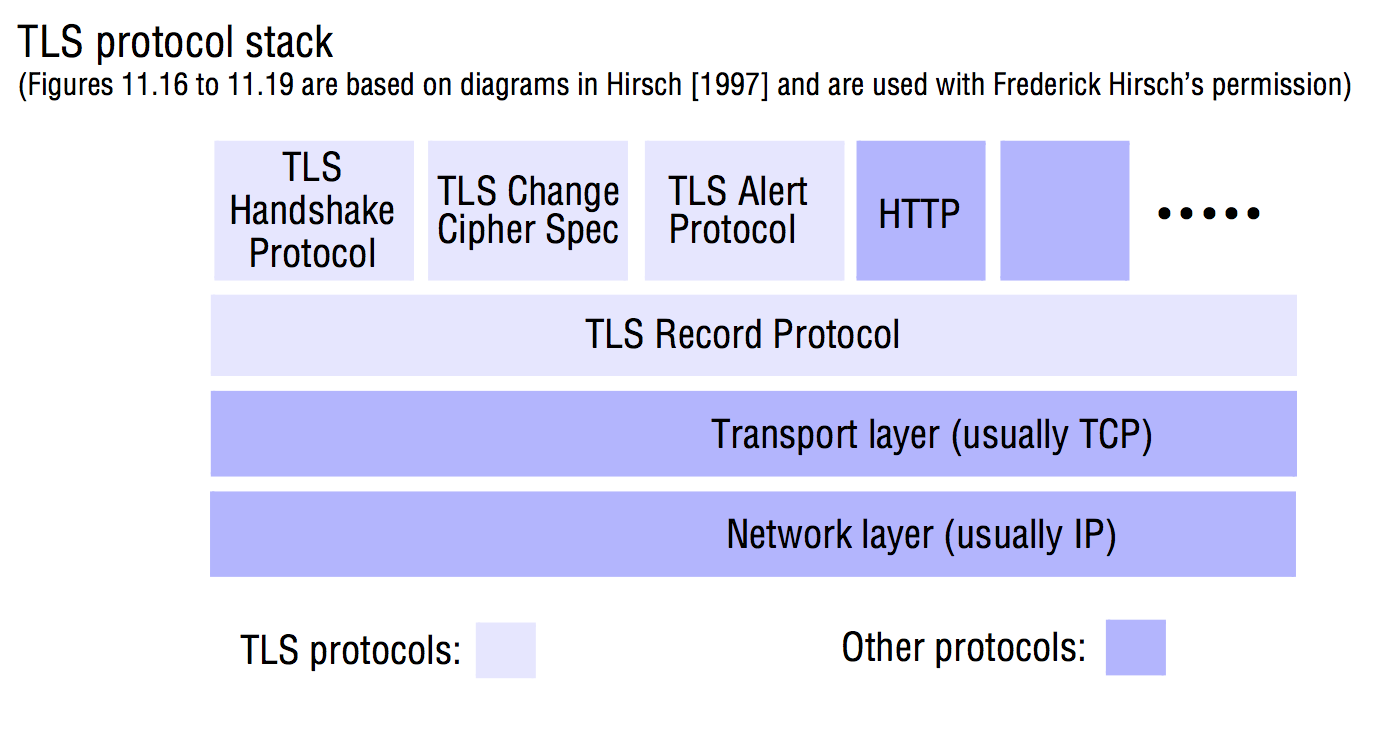 TLS protocol stack
(Figures 11.16 to 11.19 are based on diagrams in Hirsch [1997] and are used with Frederick Hirsch’s permission)
TLS
Handshake
Protocol
TLS Change
Cipher Spec
TLS Alert
Protocol
HTTP
TLS Record Protocol
Transport layer (usually TCP)
Network layer (usually IP)
TLS protocols:
Other protocols: